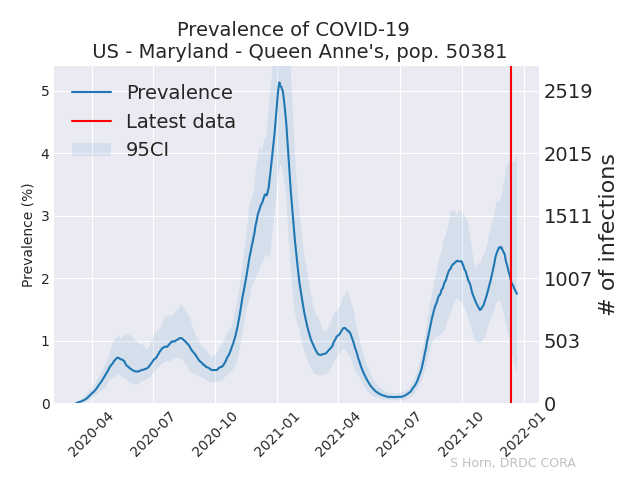 Prevalence of COVID-19
US - Maryland - Queen Anne's, pop. 50381
Prevalence
Latest data
95CI
5
4
3
2
1
0
Prevalence (%)
2519
2015
1511
1007
503
0
# of infections
2020-04
2020-07
2020-10
2021-01
2021-04
2021-07
2021-10
2022-01
S Horn, DRDC CORA